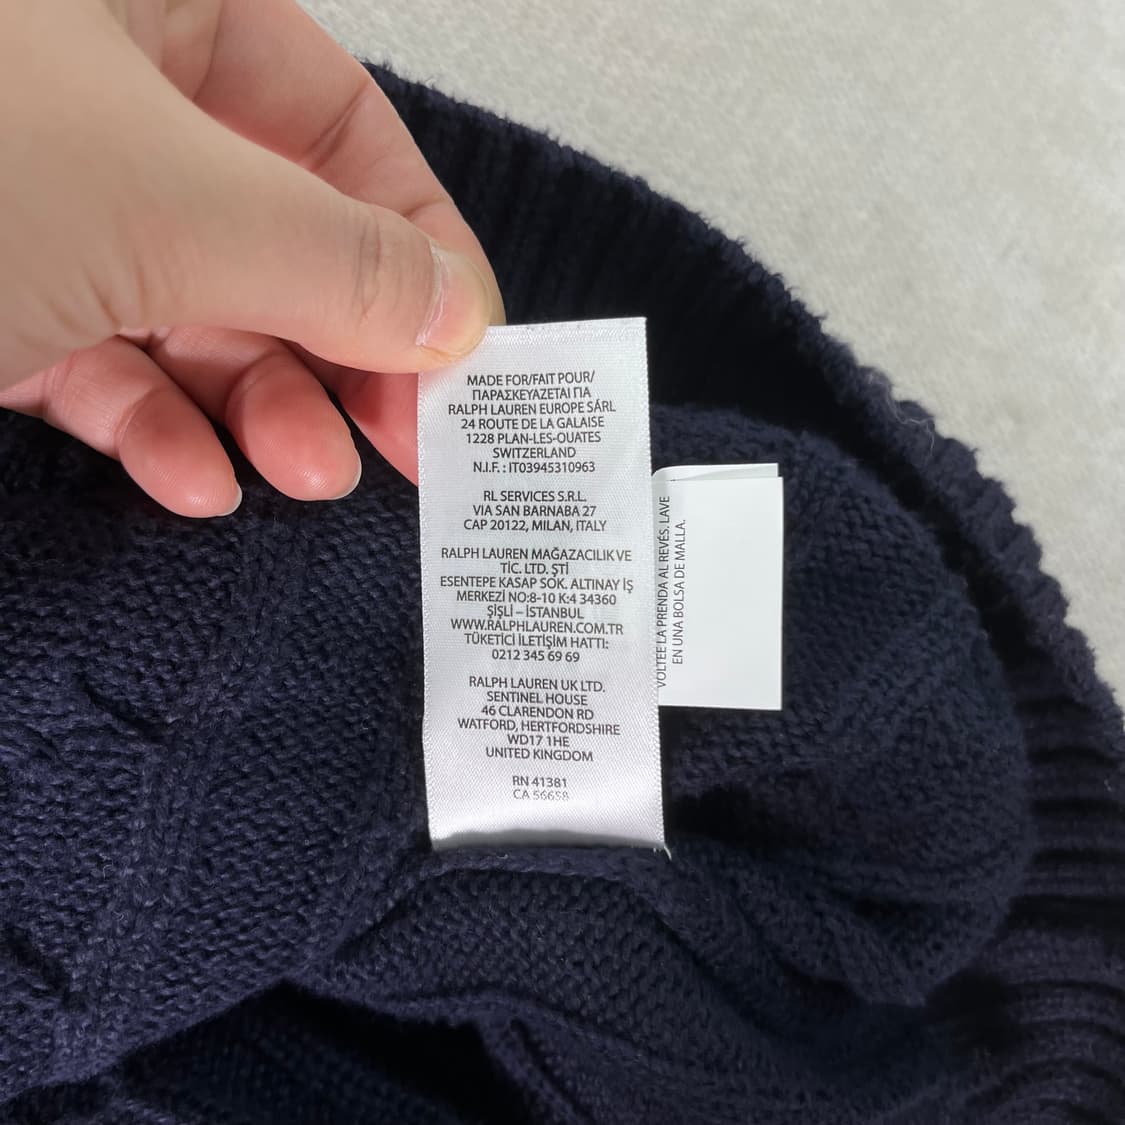 MADE FOR/FAIT POUR/
ΠΑΡΑΣΚΕΥΑΖΕΤΑΙ ΓΙΑ
RALPH LAUREN EUROPE SÁRL
24 ROUTE DE LA GALAISE
1228 PLAN-LES-OUATES
SWITZERLAND
N.I.F. : IT03945310963
RL SERVICES S.R.L.
VIA SAN BARNABA 27
CAP 20122, MILAN, ITALY
RALPH LAUREN MAĞAZACILIK VE
TİC. LTD. ŞTİ
ESENTEPE KASAP SOK. ALTINAY İŞ
MERKEZİ NO:8-10 K:4 34360
ŞİŞLİ – İSTANBUL
WWW.RALPHLAUREN.COM.TR
TÜKETİCİ İLETİŞİM HATTI:
0212 345 69 69
RALPH LAUREN UK LTD.
SENTINEL HOUSE
46 CLARENDON RD
WATFORD, HERTFORDSHIRE
WD17 1HE
UNITED KINGDOM
RN 41381
CA 56658
VOLTEE LA PRENDA AL REVÉS. LAVE
EN UNA BOLSA DE MALLA.